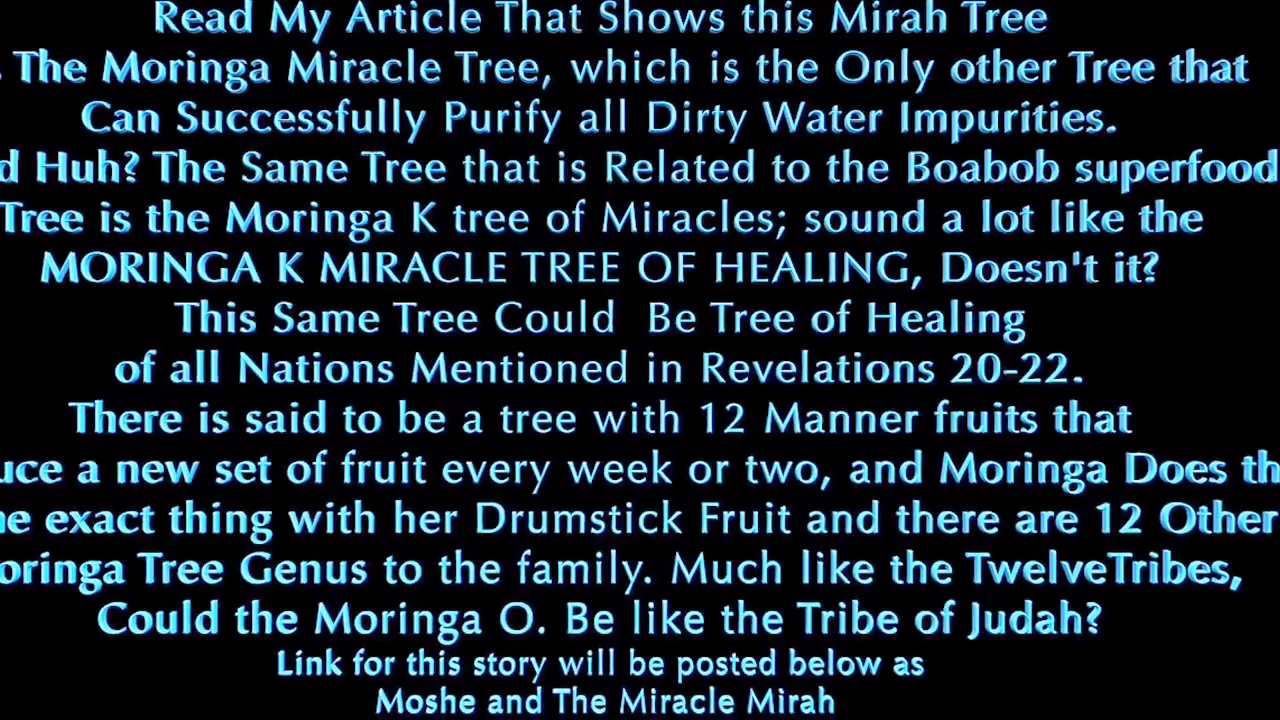 Read My Article That Shows this Mirah Tree
The Moringa Miracle Tree, which is the Only other Tree that
Can Successfully Purify all Dirty Water Impurities.
Huh? The Same Tree that is Related to the Boabob superfood
Tree is the Moringa K tree of Miracles; sound a lot like the
MORINGA K MIRACLE TREE OF HEALING, Doesn't it?
This Same Tree Could Be Tree of Healing
of all Nations Mentioned in Revelations 20-22.
There is said to be a tree with 12 Manner fruits that
uce a new set of fruit every week or two, and Moringa Does th
he exact thing with her Drumstick Fruit and there are 12 Other
oringa Tree Genus to the family. Much like the TwelveTribes,
Could the Moringa O. Be like the Tribe of Judah?
Link for this story will be posted below as
Moshe and The Miracle Mirah